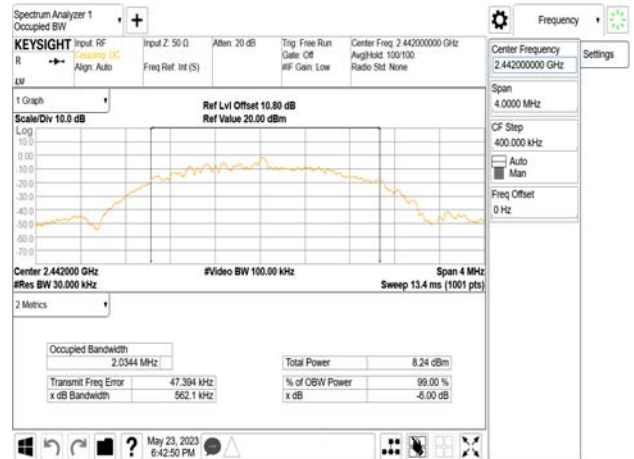 Spectrum Analyzer 1
Occupied BW
Frequency
KEYSIGHT
R
Input: RF
Coupling: DC
Align: Auto
Input Z: 50 Ω
Freq Ref: Int (S)
Atten: 20 dB
Trig: Free Run
Gate: Off
#IF Gain: Low
Center Freq: 2.442000000 GHz
Avg|Hold: 100/100
Radio Std: None
Center Frequency
2.442000000 GHz
Settings
Span
4.0000 MHz
CF Step
400.000 kHz
Auto
Man
Freq Offset
0 Hz
1 Graph
Scale/Div 10.0 dB
Ref Lvl Offset 10.80 dB
Ref Value 20.00 dBm
Log
10.0
0.00
-10.0
-20.0
-30.0
-40.0
-50.0
-60.0
-70.0
Center 2.442000 GHz
#Res BW 30.000 kHz
#Video BW 100.00 kHz
Span 4 MHz
Sweep 13.4 ms (1001 pts)
2 Metrics
Occupied Bandwidth
2.0344 MHz
Transmit Freq Error 47.394 kHz
x dB Bandwidth 562.1 kHz
Total Power 8.24 dBm
% of OBW Power 99.00 %
x dB -6.00 dB
?
May 23, 2023
6:42:50 PM